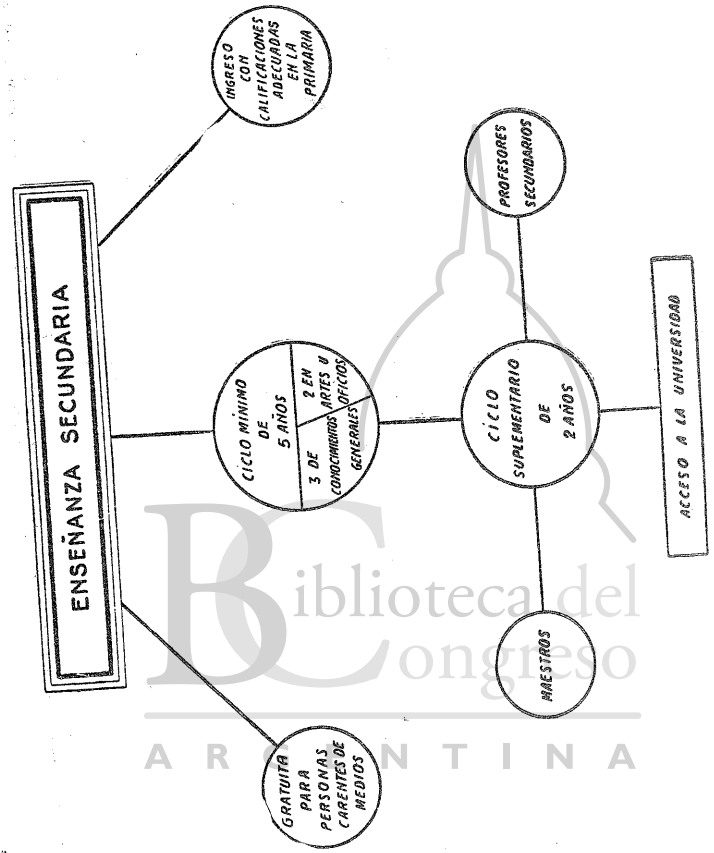 ENSEÑANZA SECUNDARIA
GRATUITA
PARA
PERSONAS
CARENTES DE
MEDIOS
CICLO MÍNIMO
DE
5 AÑOS
3 DE
CONOCIMIENTOS
GENERALES
2 EN
ARTES U
OFICIOS
INGRESO
CON
CALIFICACIONES
ADECUADAS
EN LA
PRIMARIA
MAESTROS
CICLO
SUPLEMENTARIO
DE
2 AÑOS
PROFESORES
SECUNDARIOS
ACCESO A LA UNIVERSIDAD
Biblioteca del
Congreso
ARGENTINA